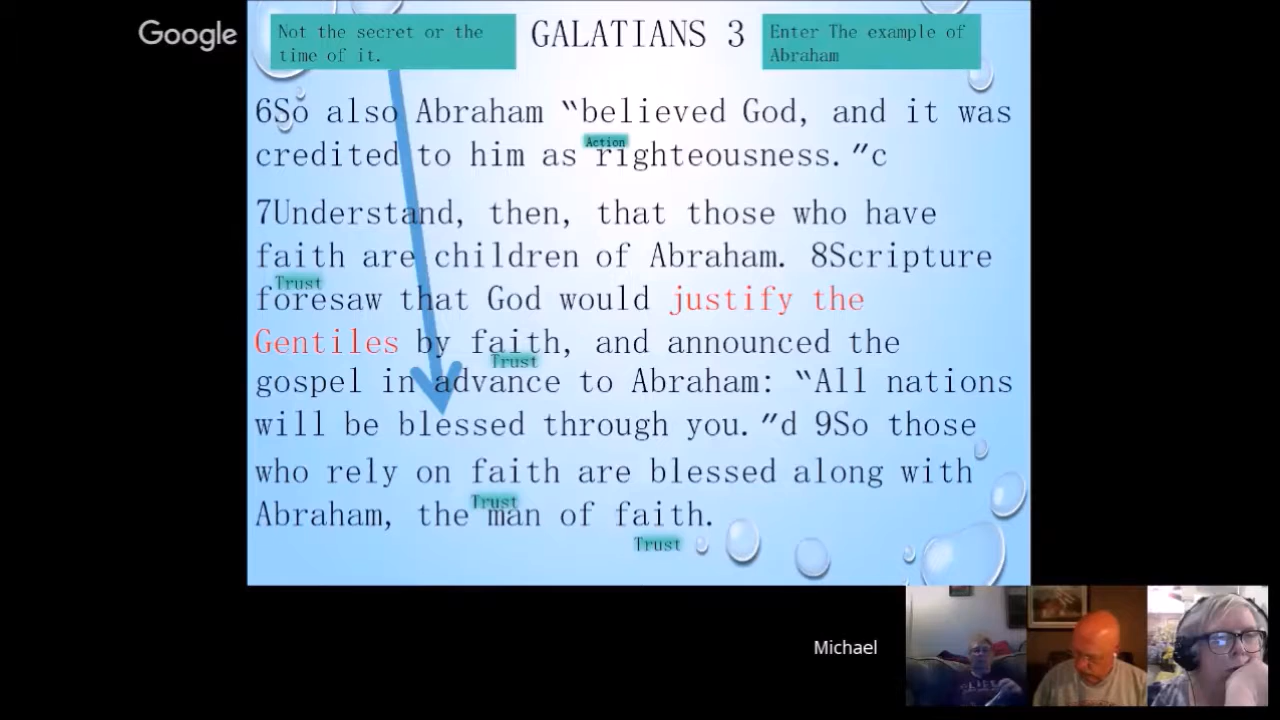 Google
Not the secret or the
time of it.
GALATIANS 3
Enter The example of
Abraham
6So also Abraham “believed God, and it was
Action
credited to him as righteousness.”c
7Understand, then, that those who have
faith are children of Abraham. 8Scripture
Trust
foresaw that God would justify the
Gentiles by faith, and announced the
Trust
gospel in advance to Abraham: “All nations
will be blessed through you.”d 9So those
who rely on faith are blessed along with
Trust
Abraham, the man of faith.
Trust
Michael